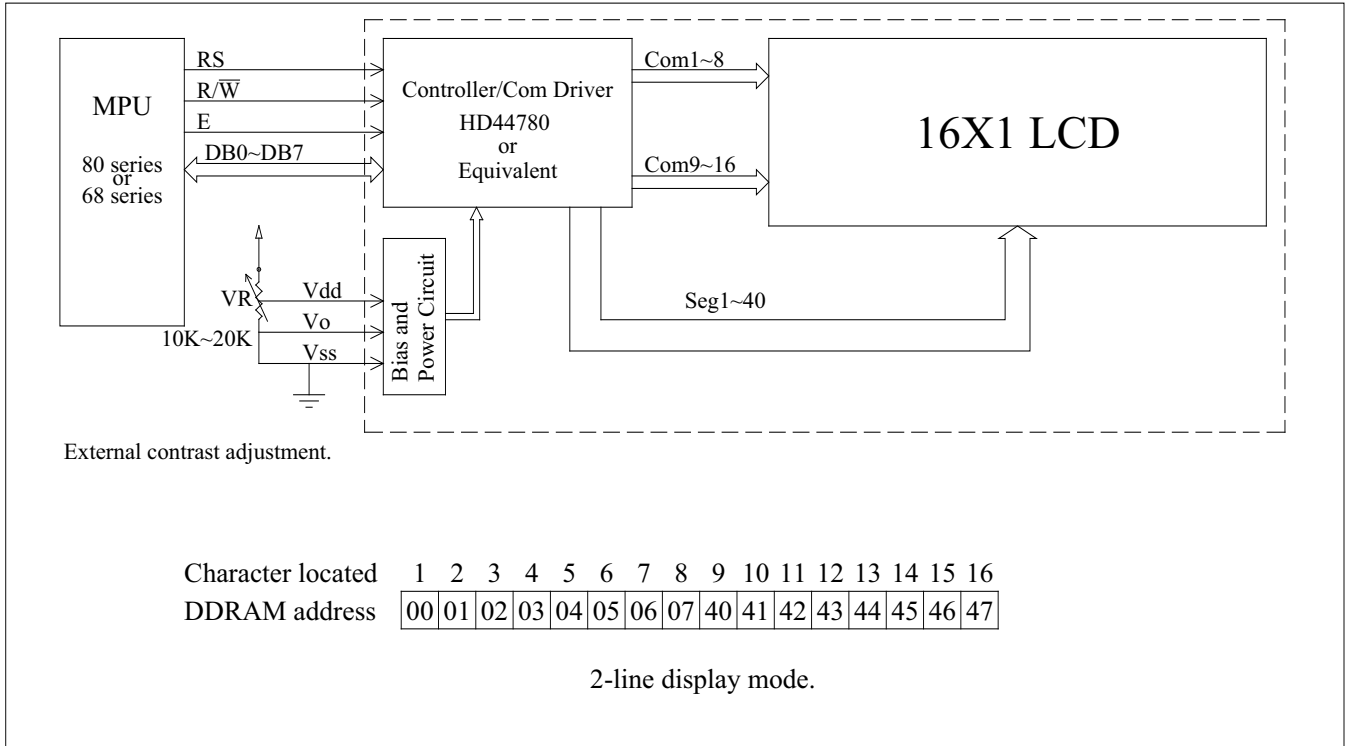 MPU
80 series
or
68 series
RS
R/W̅
E
DB0~DB7
Controller/Com Driver
HD44780
or
Equivalent
Com1~8
Com9~16
16X1 LCD
VR
10K~20K
Vdd
Vo
Vss
Bias and
Power Circuit
Seg1~40
External contrast adjustment.
Character located 1 2 3 4 5 6 7 8 9 10 11 12 13 14 15 16
DDRAM address 00 01 02 03 04 05 06 07 40 41 42 43 44 45 46 47
2-line display mode.